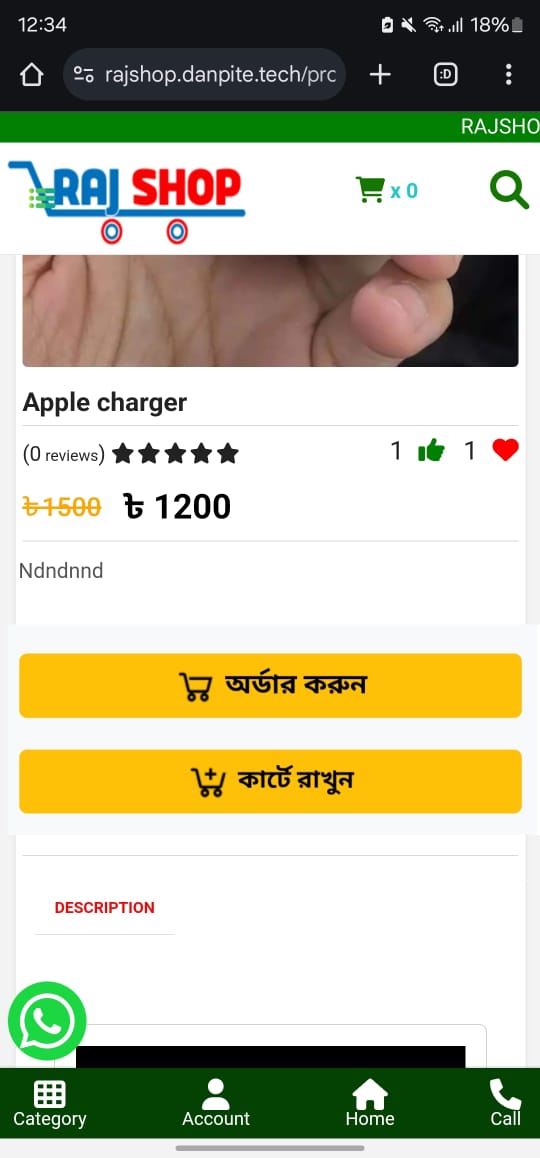 12:34
18%
rajshop.danpite.tech/prc
:D
RAJSHO
RAJ SHOP
x 0
Apple charger
(0 reviews)
1
1
৳ 1500 ৳ 1200
Ndndnnd
অর্ডার করুন
কার্টে রাখুন
DESCRIPTION
Category Account Home Call